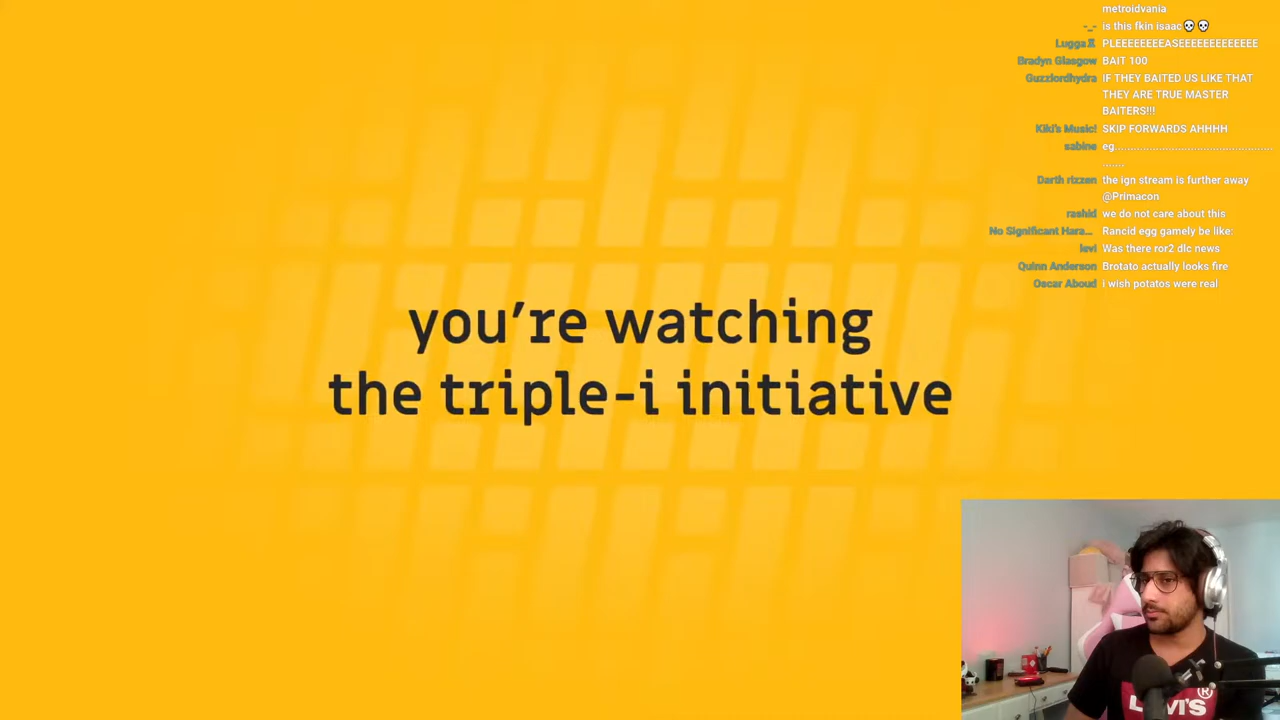 metroidvania
-_- is this fkin isaac💀💀
Lugga♖ PLEEEEEEEEASEEEEEEEEEEEEE
Bradyn Glasgow BAIT 100
Guzzlordhydra IF THEY BAITED US LIKE THAT
THEY ARE TRUE MASTER
BAITERS!!!
Kiki's Music! SKIP FORWARDS AHHHH
sabine eg...................................................
.......
Darth rizzen the ign stream is further away
@Primacon
rashid we do not care about this
No Significant Hara... Rancid egg gamely be like:
levi Was there ror2 dlc news
Quinn Anderson Brotato actually looks fire
Oscar Aboud i wish potatos were real
you're watching
the triple-i initiative
LEVI'S®